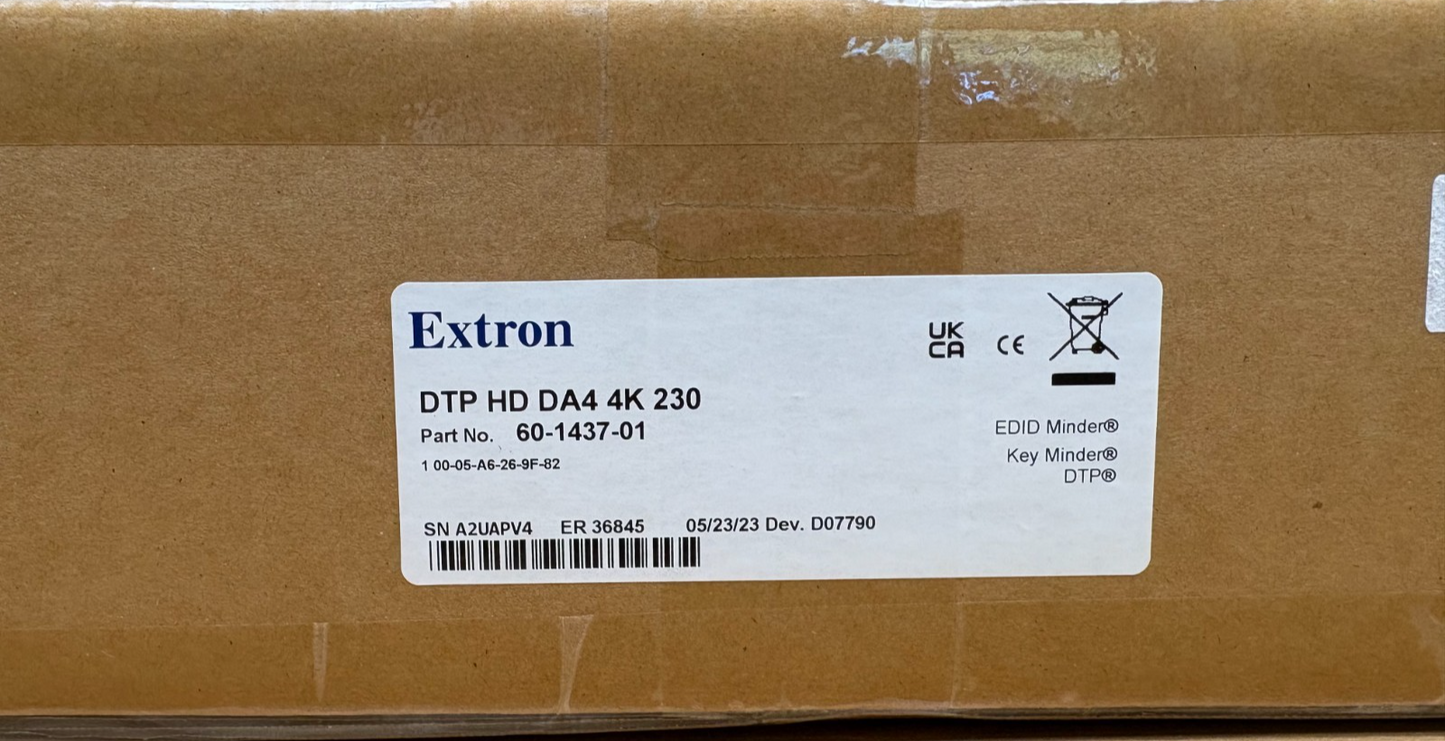 Extron
UK
CA
CE
DTP HD DA4 4K 230
Part No. 60-1437-01
1 00-05-A6-26-9F-82
EDID Minder®
Key Minder®
DTP®
SN A2UAPV4 ER 36845 05/23/23 Dev. D07790